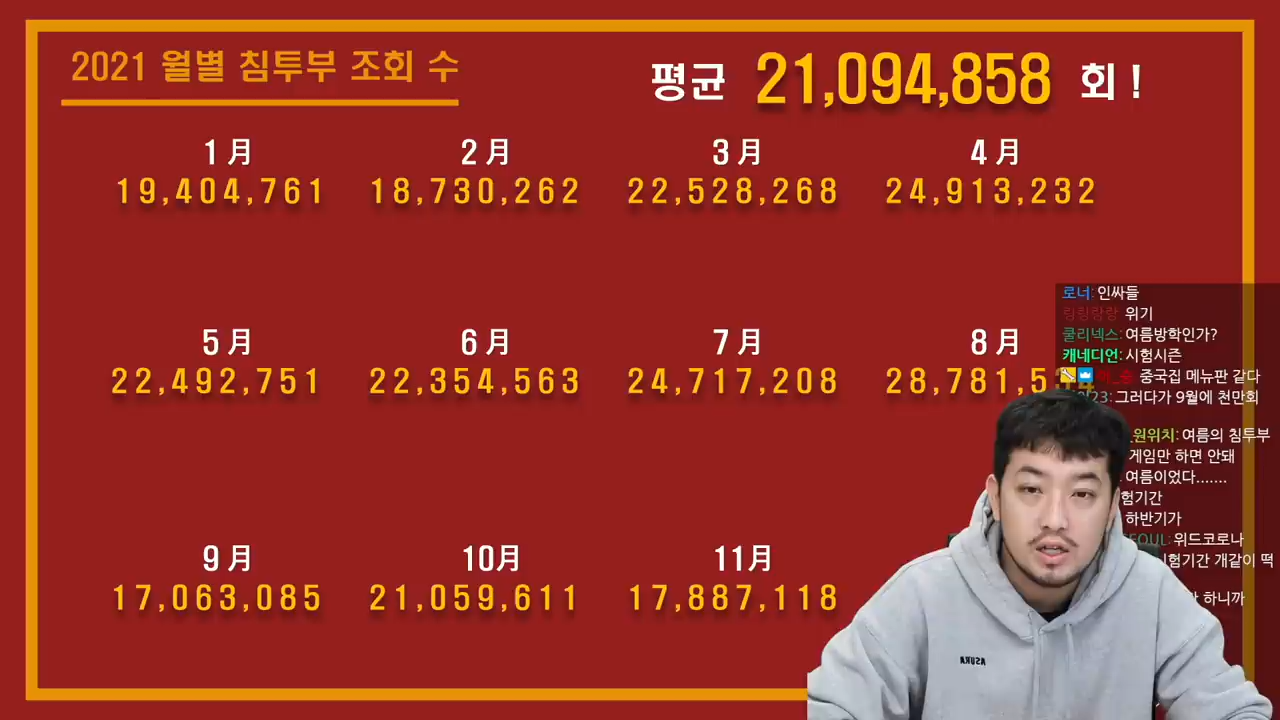 2021 월별 침투부 조회 수
평균 21,094,858 회 !
1月 2月 3月 4月
19,404,761 18,730,262 22,528,268 24,913,232
5月 6月 7月 8月
22,492,751 22,354,563 24,717,208 28,781,5
9月 10月 11月
17,063,085 21,059,611 17,887,118
로너: 인싸들
위기
쿨리넥스: 여름방학인가?
캐네디언: 시험시즌
중국집 메뉴판 같다
23: 그러다가 9월에 천만회
원위치: 여름의 침투부
게임만 하면 안돼
여름이었다.......
험기간
하반기가
SEOUL: 위드코로나
험기간 개같이 떡
하니까
ASURA